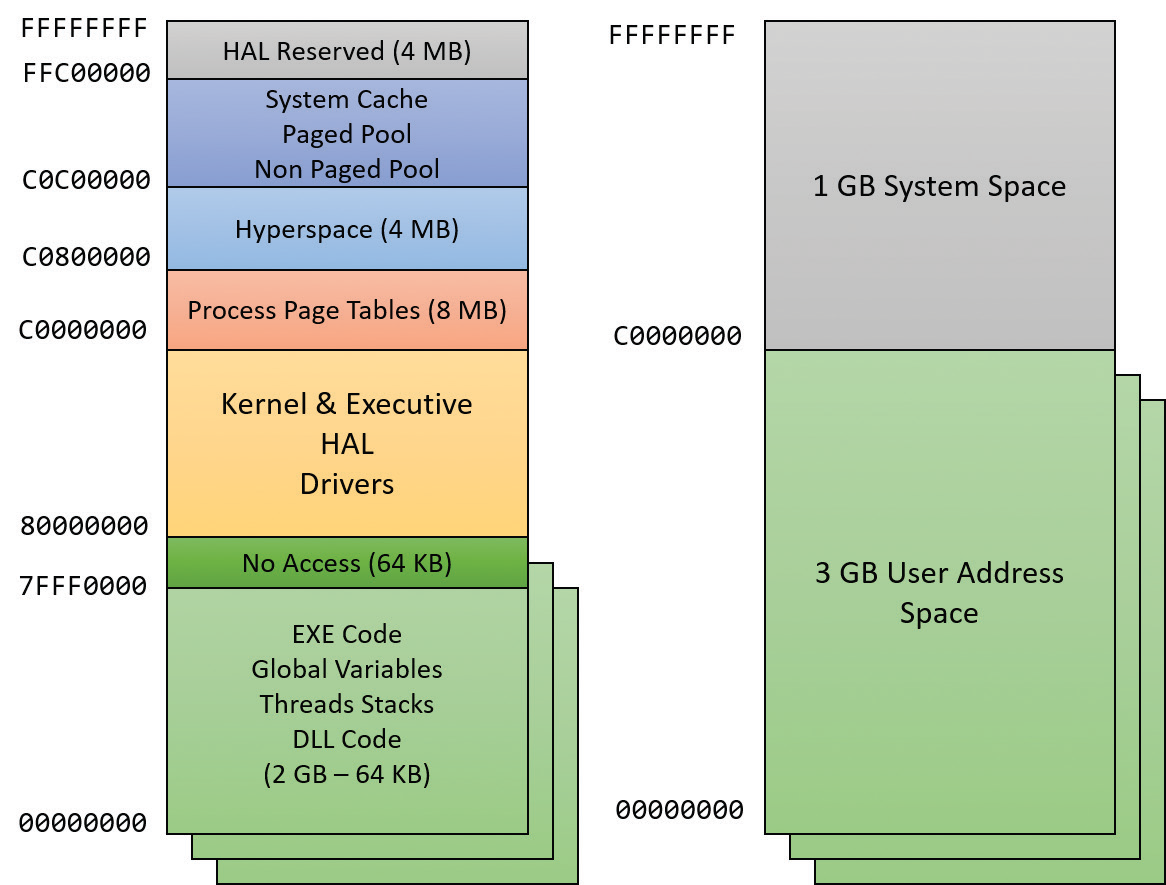 FFFFFFFF
HAL Reserved (4 MB)
FFC00000
System Cache
Paged Pool
Non Paged Pool
C0C00000
Hyperspace (4 MB)
C0800000
Process Page Tables (8 MB)
C0000000
Kernel & Executive
HAL
Drivers
80000000
No Access (64 KB)
7FFF0000
EXE Code
Global Variables
Threads Stacks
DLL Code
(2 GB – 64 KB)
00000000
FFFFFFFF
1 GB System Space
C0000000
3 GB User Address
Space
00000000